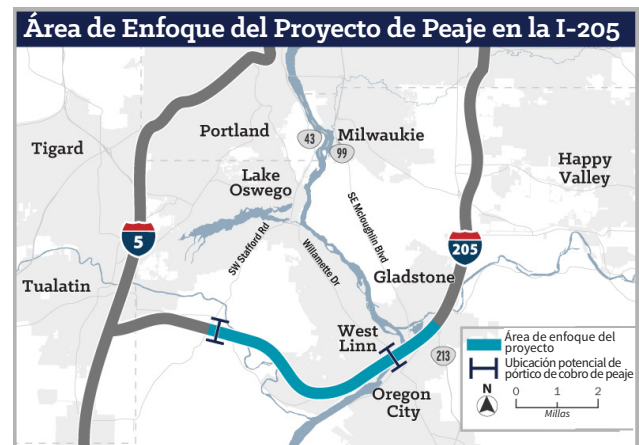 Área de Enfoque del Proyecto de Peaje en la I-205
Tigard
Portland
43
Milwaukie
99
Happy
Valley
Lake
Oswego
5
SW Stafford Rd
Willamette Dr
SE Mcloughlin Blvd
205
Tualatin
Gladstone
West
Linn
213
Oregon
City
Área de enfoque del
proyecto
Ubicación potencial de
pórtico de cobro de peaje
N
0 1 2
Millas